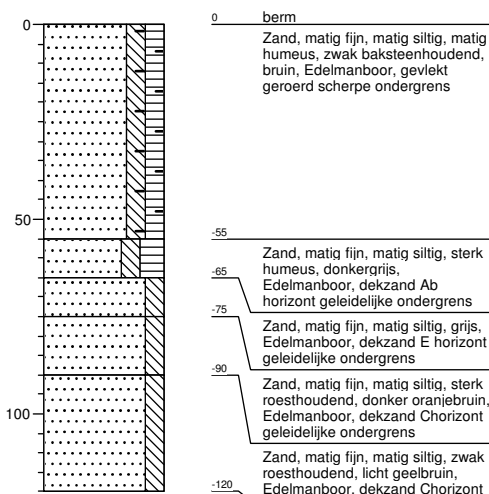 0
50
100
0 berm
Zand, matig fijn, matig siltig, matig
humeus, zwak baksteenhoudend,
bruin, Edelmanboor, gevlekt
geroerd scherpe ondergrens
-55
Zand, matig fijn, matig siltig, sterk
humeus, donkergrijs,
Edelmanboor, dekzand Ab
horizont geleidelijke ondergrens
-65
Zand, matig fijn, matig siltig, grijs,
Edelmanboor, dekzand E horizont
geleidelijke ondergrens
-75
Zand, matig fijn, matig siltig, sterk
roesthoudend, donker oranjebruin,
Edelmanboor, dekzand Chorizont
geleidelijke ondergrens
-90
Zand, matig fijn, matig siltig, zwak
roesthoudend, licht geelbruin,
Edelmanboor, dekzand Chorizont
-120